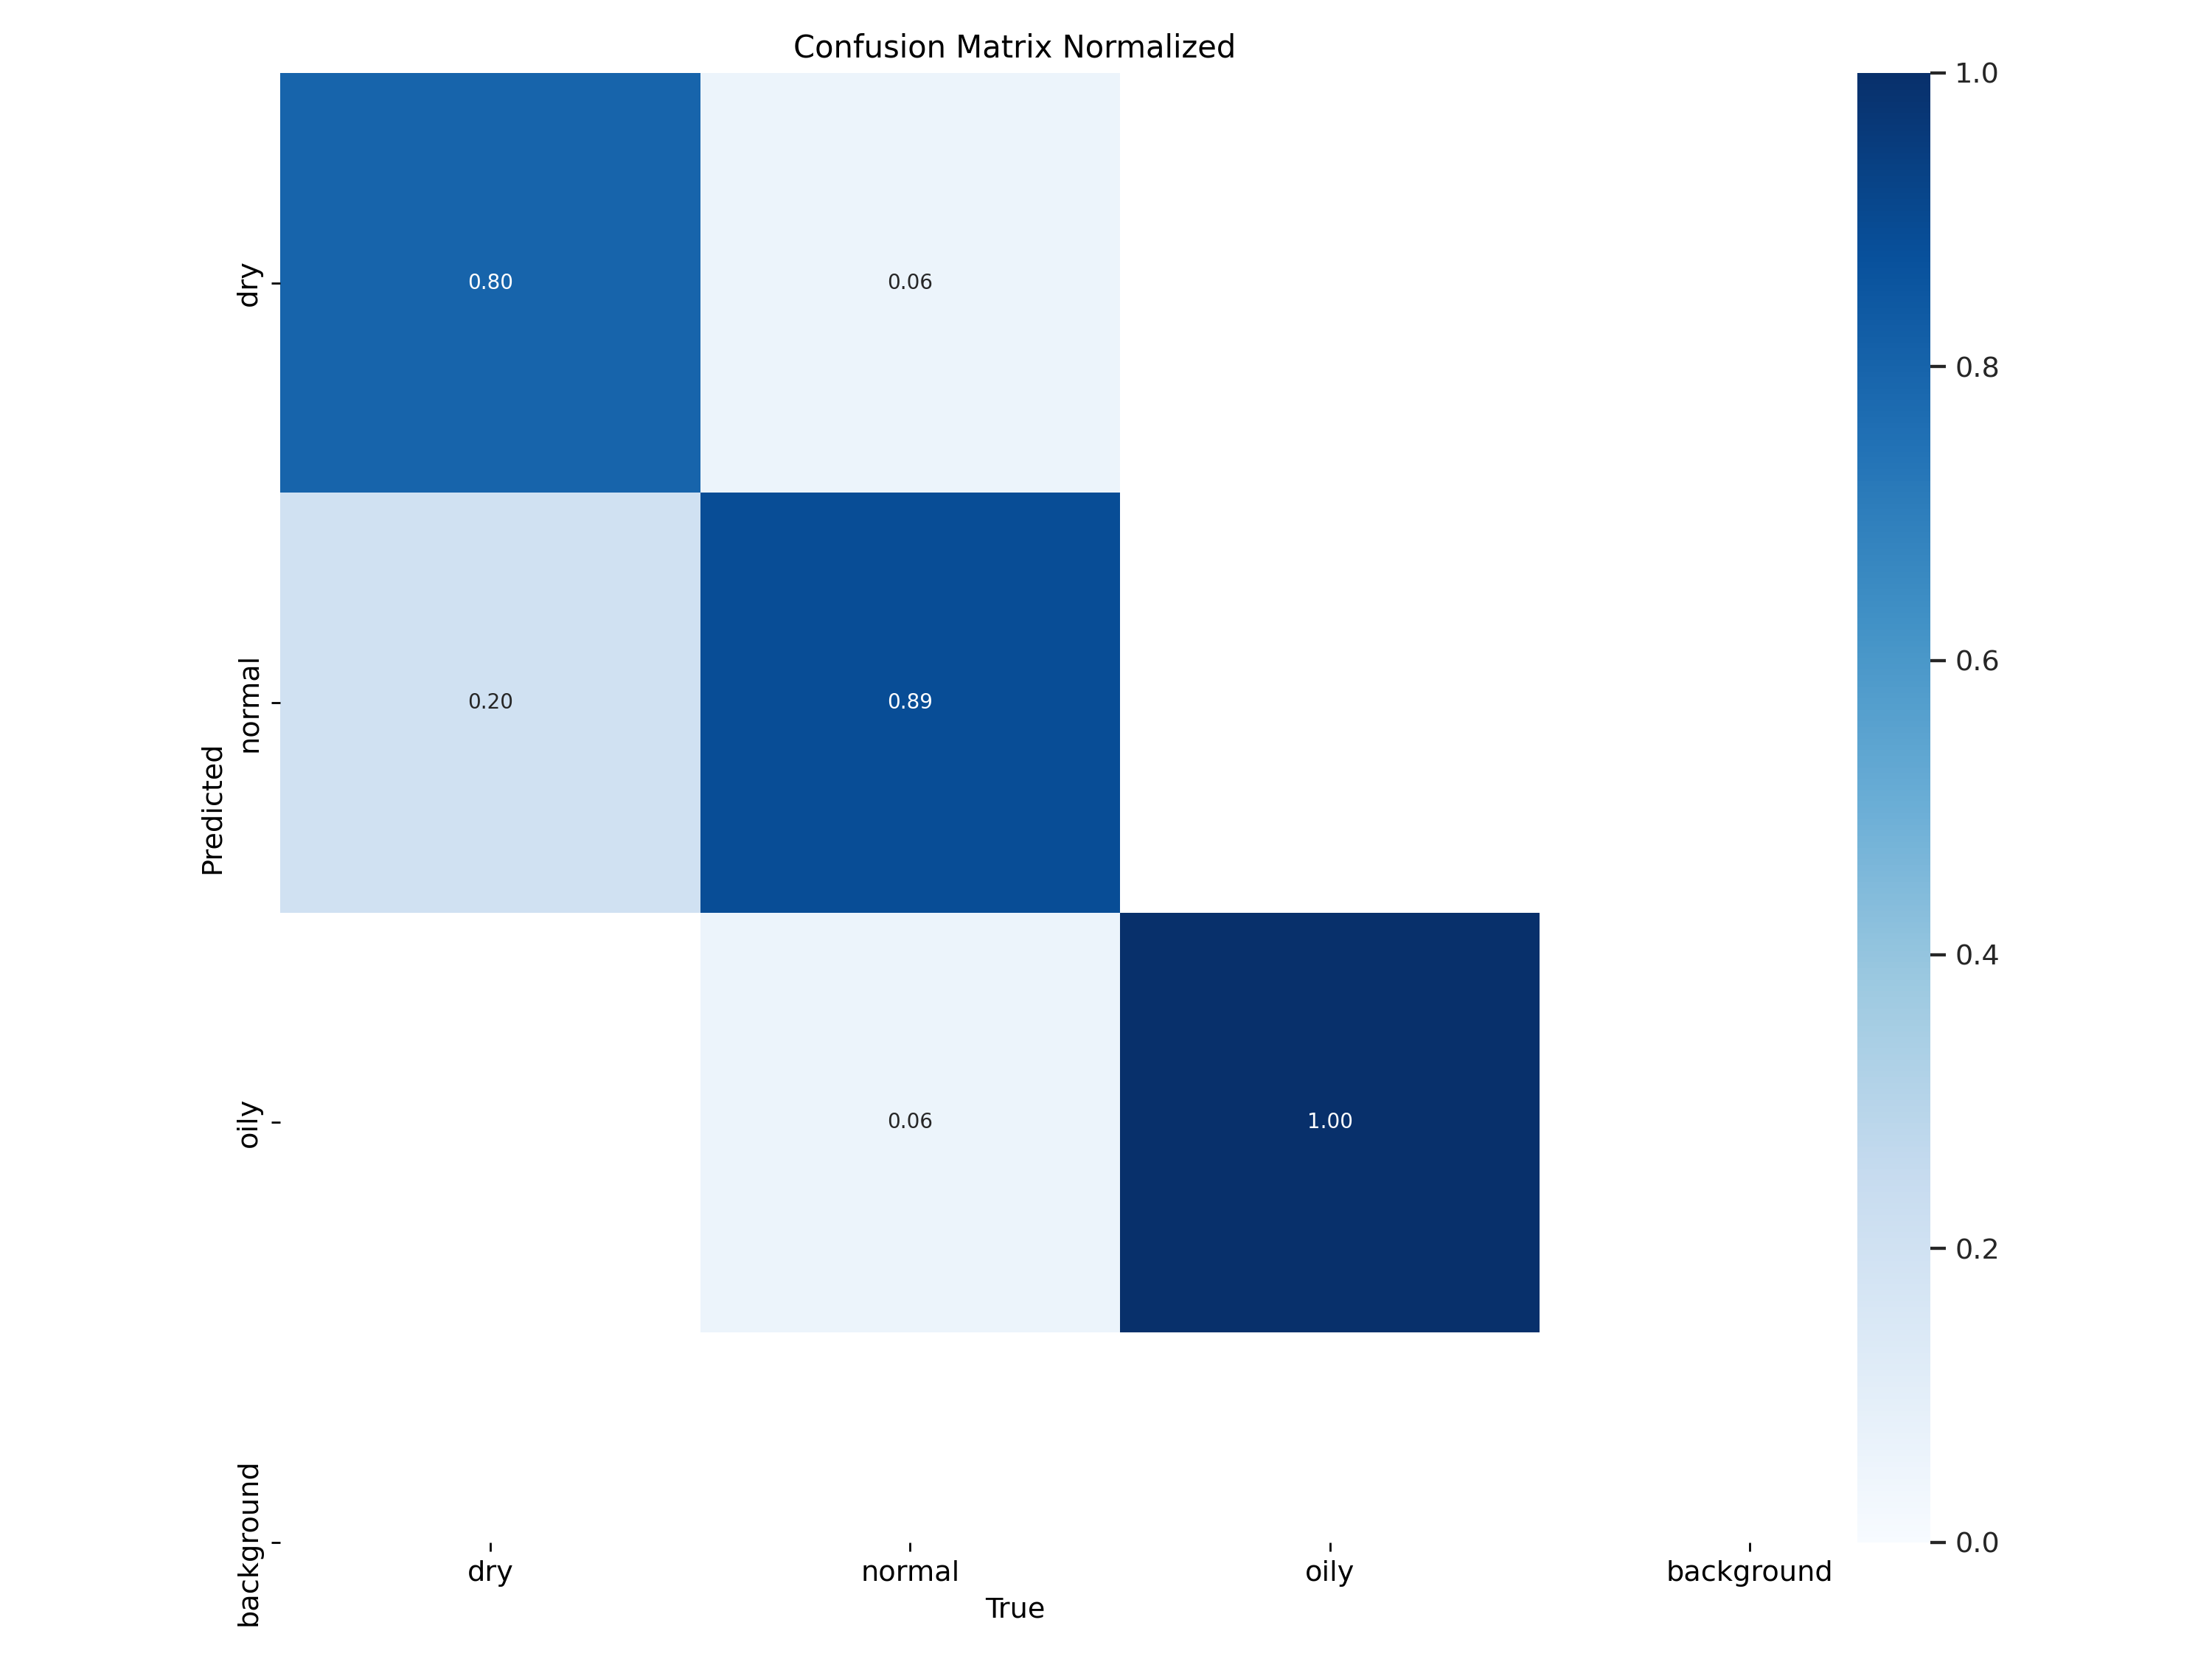 Confusion Matrix Normalized
dry
0.80
0.06
normal
0.20
0.89
oily
0.06
1.00
background
Predicted
dry
normal
oily
background
True
1.0
0.8
0.6
0.4
0.2
0.0